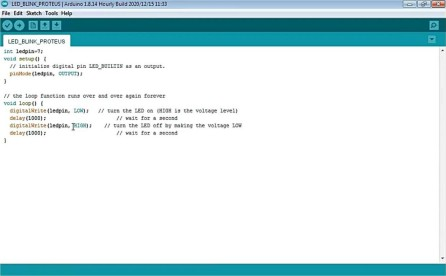 LED_BLINK_PROTEUS | Arduino 1.8.14 Hourly Build 2020/12/15 11:33
File Edit Sketch Tools Help
LED_BLINK_PROTEUS
int ledpin=7;
void setup() {
// initialize digital pin LED_BUILTIN as an output.
pinMode(ledpin, OUTPUT);
}
// the loop function runs over and over again forever
void loop() {
digitalWrite(ledpin, LOW); // turn the LED on (HIGH is the voltage level)
delay(1000); // wait for a second
digitalWrite(ledpin, HIGH); // turn the LED off by making the voltage LOW
delay(1000); // wait for a second
}